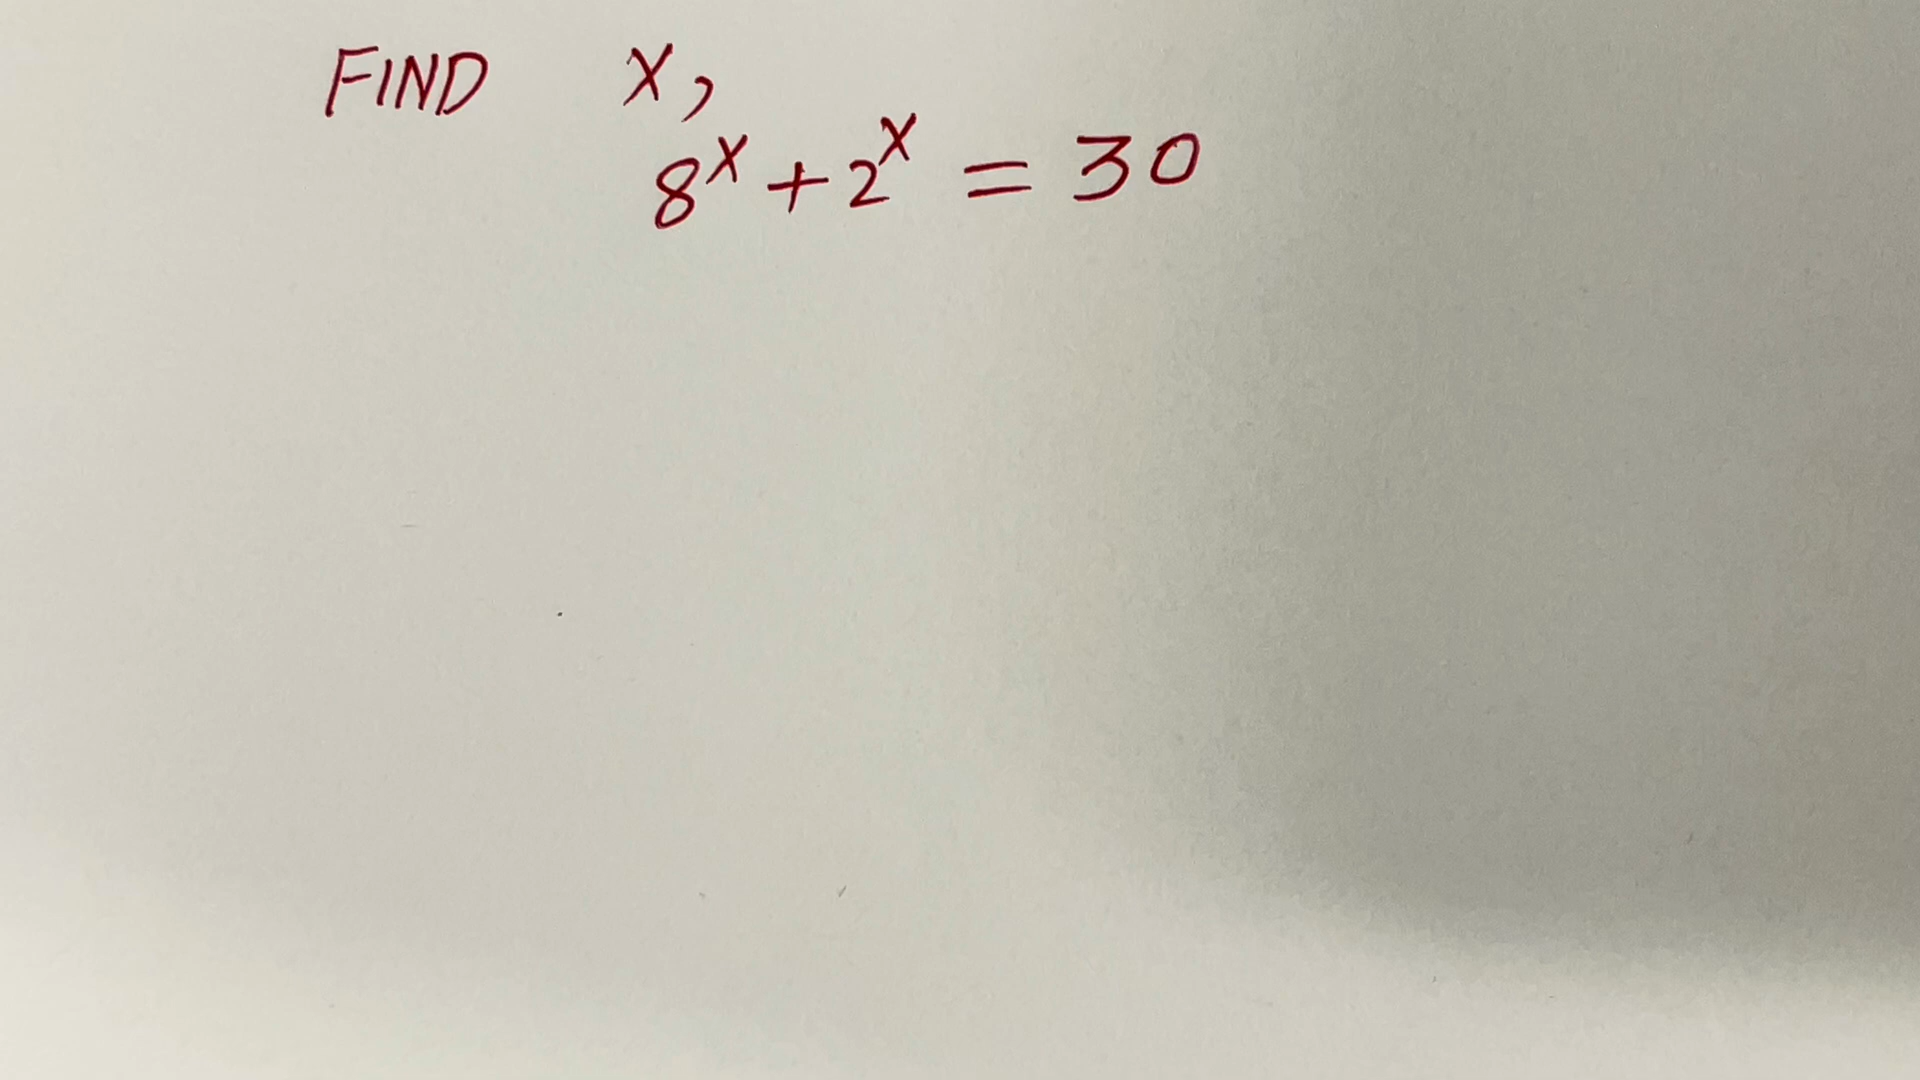 FIND x,
8^x + 2^x = 30